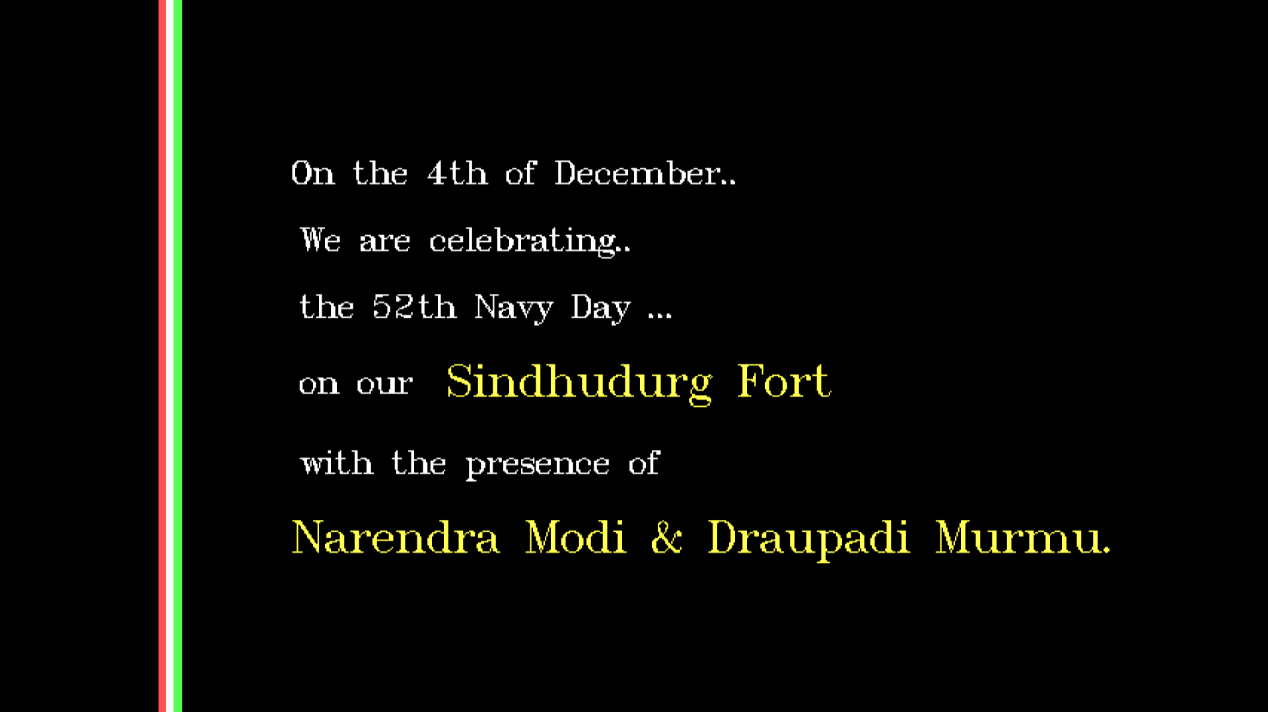 On the 4th of December..
We are celebrating..
the 52th Navy Day ...
on our Sindhudurg Fort
with the presence of
Narendra Modi & Draupadi Murmu.